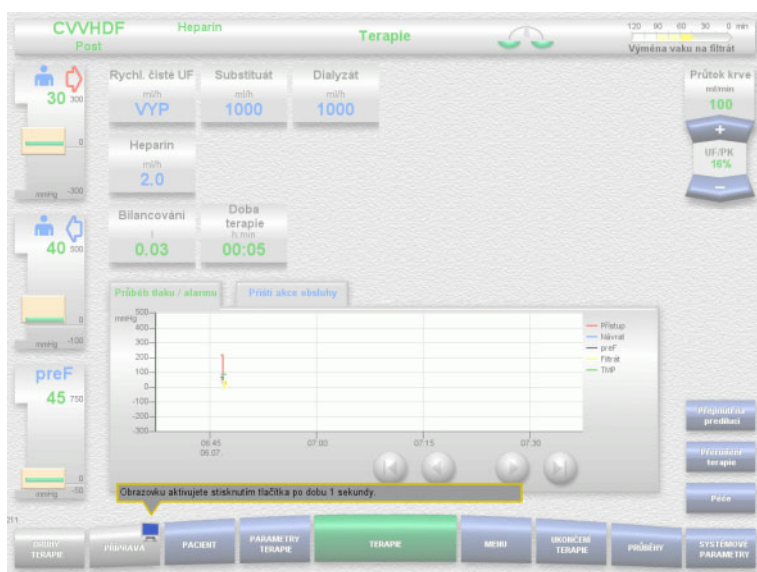 CVVHDF
Post
Heparin
Terapie
120 90 60 30 0 min
Výměna vaku na filtrát
30 300
0
mmHg -300
40 500
0
mmHg -100
preF
45 750
0
mmHg -50
Rychl. čisté UF
ml/h
VYP
Substituát
ml/h
1000
Dialyzát
ml/h
1000
Heparin
ml/h
2.0
Bilancování
l
0.03
Doba
terapie
h:min
00:05
Průtok krve
ml/min
100
+
UF/PK
16%
−
Průběh tlaku / alarmu
Příští akce obsluhy
mmHg
500
400
300
200
100
0
-100
-200
-300
06:45
06.07.
07:00
07:15
07:30
Přístup
Návrat
preF
Filtrát
TMP
Přepnutí na
prediluci
Přerušení
terapie
Péče
Obrazovku aktivujete stisknutím tlačítka po dobu 1 sekundy.
251
DRUHY
TERAPIE
PŘÍPRAVA
PACIENT
PARAMETRY
TERAPIE
TERAPIE
MENU
UKONČENÍ
TERAPIE
PRŮBĚHY
SYSTÉMOVÉ
PARAMETRY